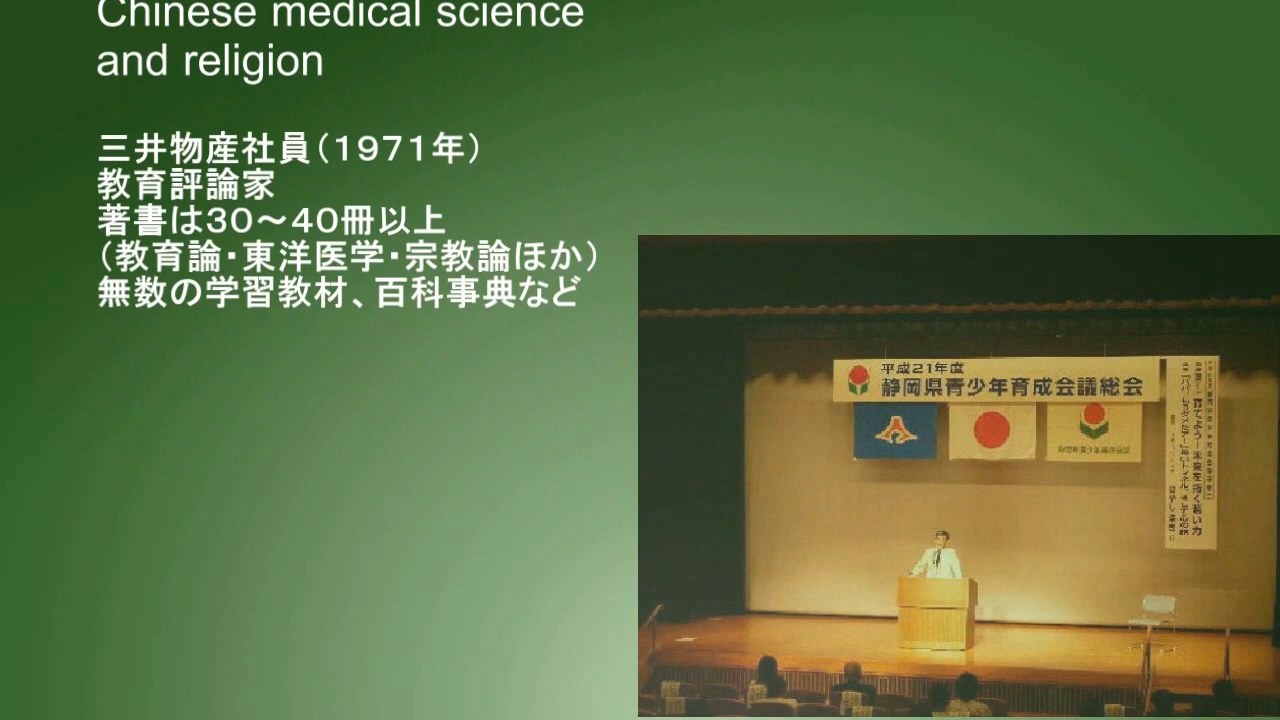 Chinese medical science
and religion
三井物産社員（１９７１年）
教育評論家
著書は３０～４０冊以上
（教育論・東洋医学・宗教論ほか）
無数の学習教材、百科事典など
平成21年度
静岡県青少年育成会議総会